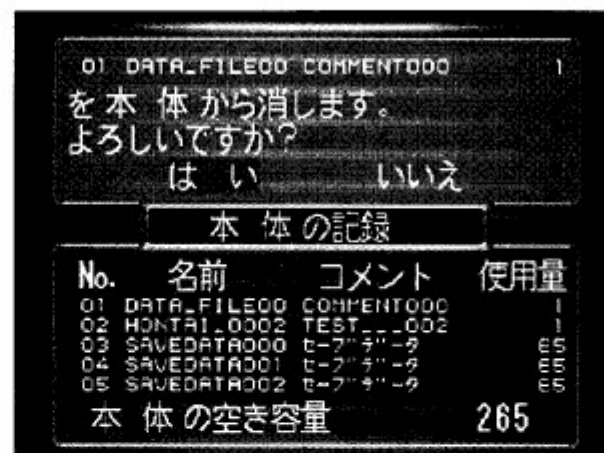 01 DATA_FILE00 COMMENT000 1
を本 体から消します。
よろしいですか?
は い いいえ
本 体の記録
No. 名前 コメント 使用量
01 DATA_FILE00 COMMENT000 1
02 HONTAI_0002 TEST___002 1
03 SAVEDATA000 セーブデータ 65
04 SAVEDATA001 セーブデータ 65
05 SAVEDATA002 セーブデータ 65
本 体の空き容量 265